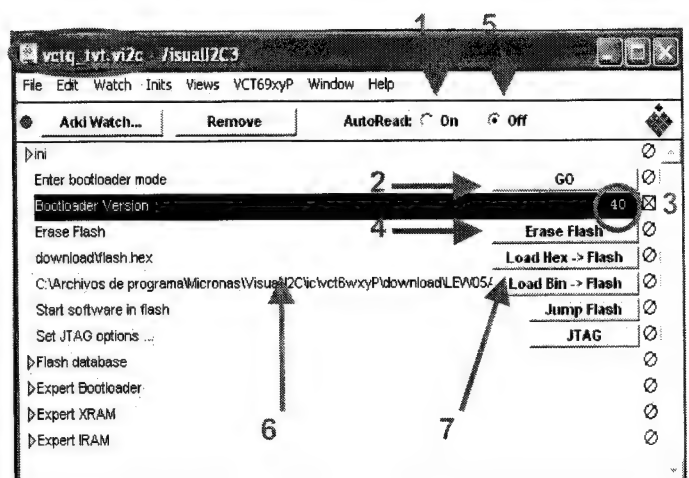 1 5
vctq_tvt.vi2c - /isualI2C3
File Edit Watch Inits Views VCT69xyP Window Help
Add Watch... Remove AutoRead: On Off
ini
Enter bootloader mode 2 GO
Bootloader Version 40 3
Erase Flash 4 Erase Flash
download\flash.hex Load Hex -> Flash
C:\Archivos de programa\Micronas\VisualI2C\ic\vct6wxyP\download\LEW05A Load Bin -> Flash
Start software in flash Jump Flash
Set JTAG options ... JTAG
Flash database
Expert Bootloader
Expert XRAM
Expert IRAM
6 7